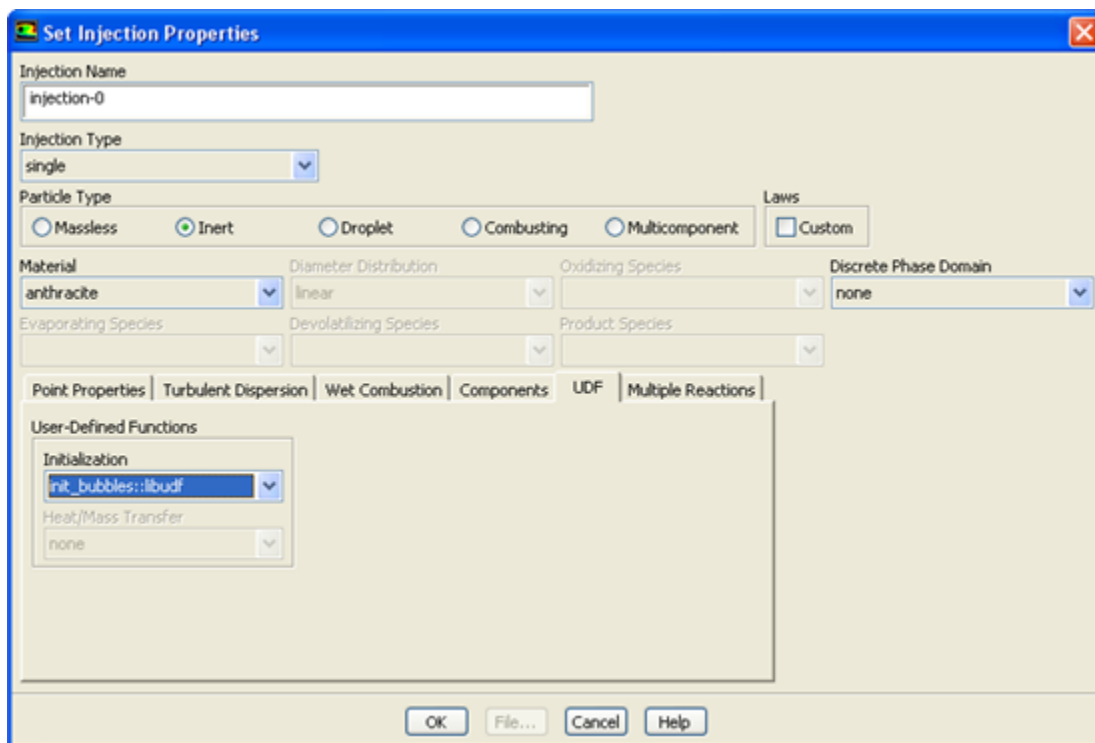 Set Injection Properties
Injection Name
injection-0
Injection Type
single
Particle Type
Laws
Massless Inert Droplet Combusting Multicomponent Custom
Material Diameter Distribution Oxidizing Species Discrete Phase Domain
anthracite linear none
Evaporating Species Devolatilizing Species Product Species
Point Properties Turbulent Dispersion Wet Combustion Components UDF Multiple Reactions
User-Defined Functions
Initialization
init_bubbles::libudf
Heat/Mass Transfer
none
OK File... Cancel Help